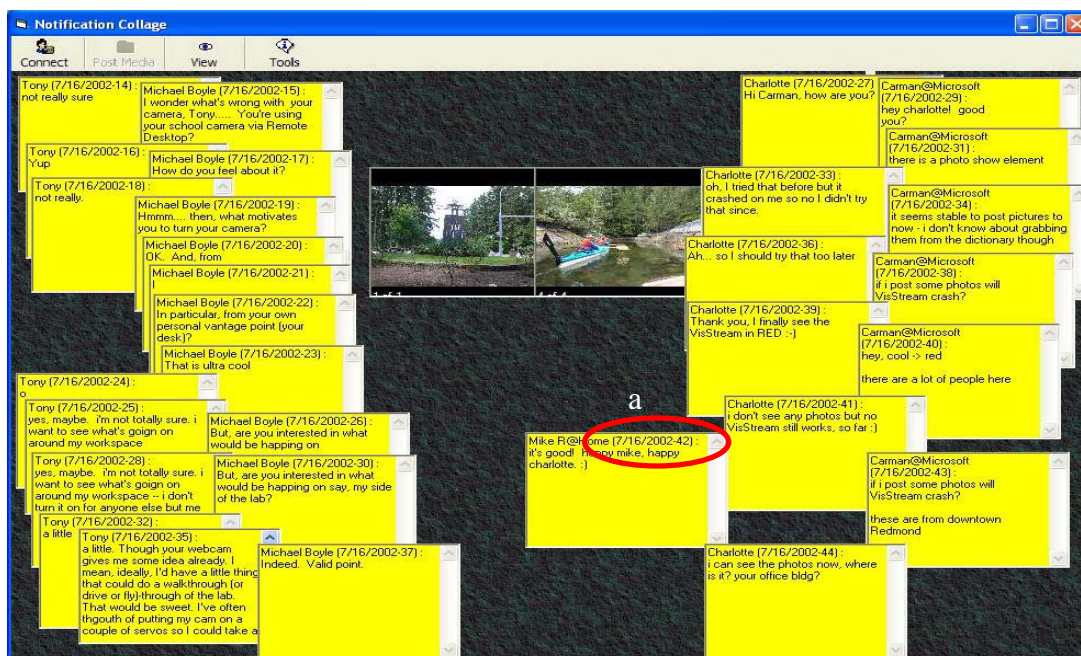 Notification Collage
Connect
Post Media
View
Tools
Tony (7/16/2002-14) :
not really sure
Michael Boyle (7/16/2002-15) :
I wonder what's wrong with your
camera, Tony..... You're using
your school camera via Remote
Desktop?
Tony (7/16/2002-16) :
Yup
Michael Boyle (7/16/2002-17) :
How do you feel about it?
Tony (7/16/2002-18) :
not really.
Michael Boyle (7/16/2002-19) :
Hmmm.... then, what motivates
you to turn your camera?
Michael Boyle (7/16/2002-20) :
OK. And, from
Michael Boyle (7/16/2002-21) :
I
Michael Boyle (7/16/2002-22) :
In particular, from your own
personal vantage point (your
desk)?
Michael Boyle (7/16/2002-23) :
That is ultra cool
Tony (7/16/2002-24) :
o
Tony (7/16/2002-25) :
yes, maybe. i'm not totally sure. i
want to see what's goign on
around my workspace
Michael Boyle (7/16/2002-26) :
But, are you interested in what
would be happing on
Tony (7/16/2002-28) :
yes, maybe. i'm not totally sure. i
want to see what's goign on
around my workspace -- i don't
turn it on for anyone else but me
Michael Boyle (7/16/2002-30) :
But, are you interested in what
would be happing on say, my side
of the lab?
Tony (7/16/2002-32) :
a little
Tony (7/16/2002-35) :
a little. Though your webcam
gives me some idea already. I
mean, ideally, I'd have a little thing
that could do a walkthrough (or
drive or fly)-through of the lab.
That would be sweet. I've often
thgouth of putting my cam on a
couple of servos so I could take a
Michael Boyle (7/16/2002-37) :
Indeed. Valid point.
1 of 1
4 of 4
a
Mike R@Home (7/16/2002-42) :
it's good! happy mike, happy
charlotte. :)
Charlotte (7/16/2002-27)
Hi Carman, how are you?
Carman@Microsoft
(7/16/2002-29) :
hey charlotte! good
you?
Carman@Microsoft
(7/16/2002-31) :
there is a photo show element
Charlotte (7/16/2002-33) :
oh, I tried that before but it
crashed on me so no I didn't try
that since.
Carman@Microsoft
(7/16/2002-34) :
it seems stable to post pictures to
now - i don't know about grabbing
them from the dictionary though
Charlotte (7/16/2002-36) :
Ah... so I should try that too later
Carman@Microsoft
(7/16/2002-38) :
if i post some photos will
VisStream crash?
Charlotte (7/16/2002-39) :
Thank you, I finally see the
VisStream in RED :-)
Carman@Microsoft
(7/16/2002-40) :
hey, cool -> red
there are a lot of people here
Charlotte (7/16/2002-41) :
i don't see any photos but no
VisStream still works, so far :)
Carman@Microsoft
(7/16/2002-43) :
if i post some photos will
VisStream crash?
these are from downtown
Redmond
Charlotte (7/16/2002-44) :
i can see the photos now, where
is it? your office bldg?